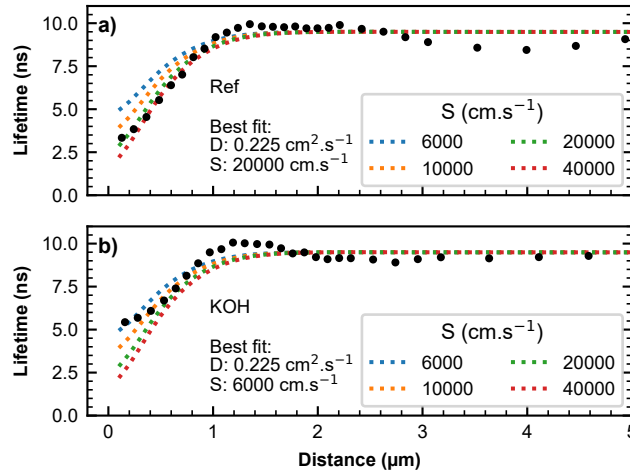 a)
10.0
7.5
5.0
2.5
0.0
Lifetime (ns)
Ref
Best fit:
D: 0.225 cm².s⁻¹
S: 20000 cm.s⁻¹
S (cm.s⁻¹)
6000
20000
10000
40000
b)
10.0
7.5
5.0
2.5
0.0
Lifetime (ns)
KOH
Best fit:
D: 0.225 cm².s⁻¹
S: 6000 cm.s⁻¹
S (cm.s⁻¹)
6000
20000
10000
40000
0 1 2 3 4 5
Distance (µm)